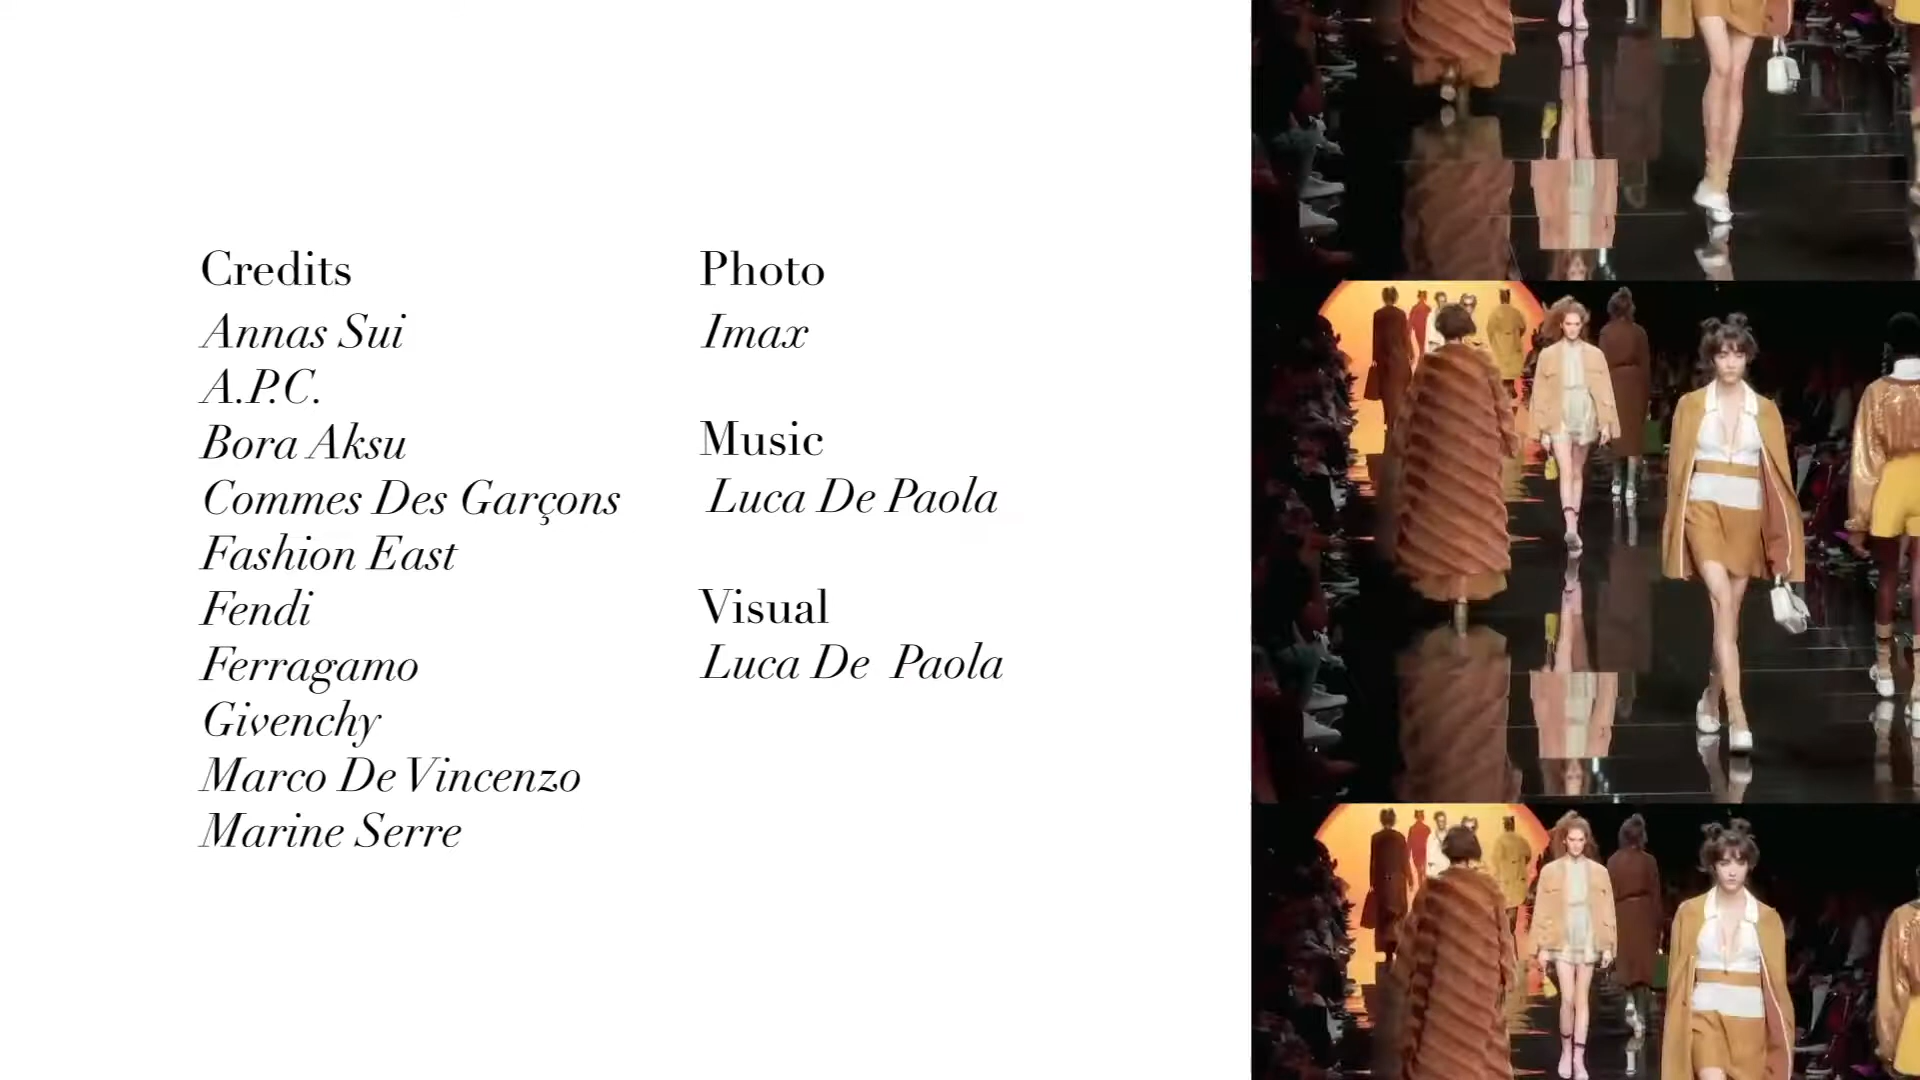 Credits
Annas Sui
A.P.C.
Bora Aksu
Commes Des Garçons
Fashion East
Fendi
Ferragamo
Givenchy
Marco De Vincenzo
Marine Serre
Photo
Imax
Music
Luca De Paola
Visual
Luca De Paola